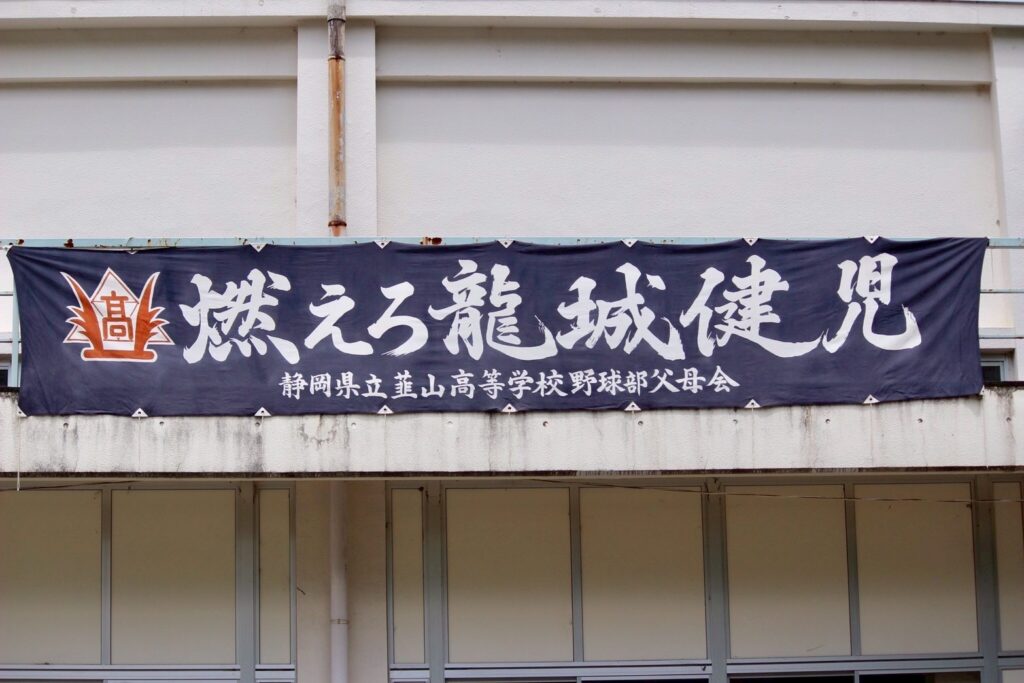 髙
燃えろ龍城健児
静岡県立韮山高等学校野球部父母会